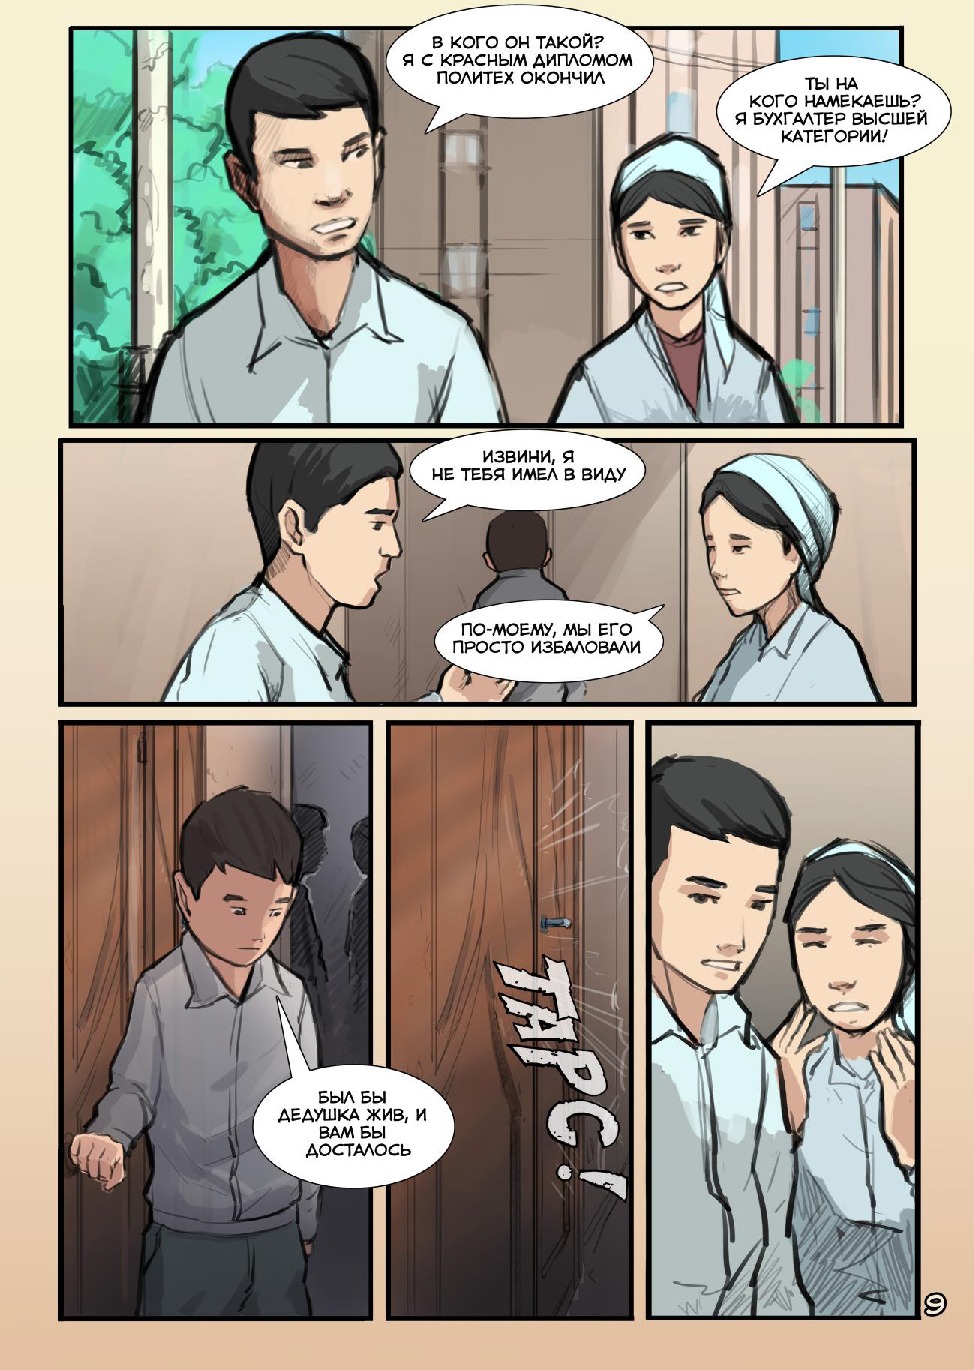 В КОГО ОН ТАКОЙ?
Я С КРАСНЫМ ДИПЛОМОМ
ПОЛИТЕХ ОКОНЧИЛ
ТЫ НА
КОГО НАМЕКАЕШЬ?
Я БУХГАЛТЕР ВЫСШЕЙ
КАТЕГОРИИ!
ИЗВИНИ, Я
НЕ ТЕБЯ ИМЕЛ В ВИДУ
ПО-МОЕМУ, МЫ ЕГО
ПРОСТО ИЗБАЛОВАЛИ
БЫЛ БЫ
ДЕДУШКА ЖИВ, И
ВАМ БЫ
ДОСТАЛОСЬ
ТАРС!
9